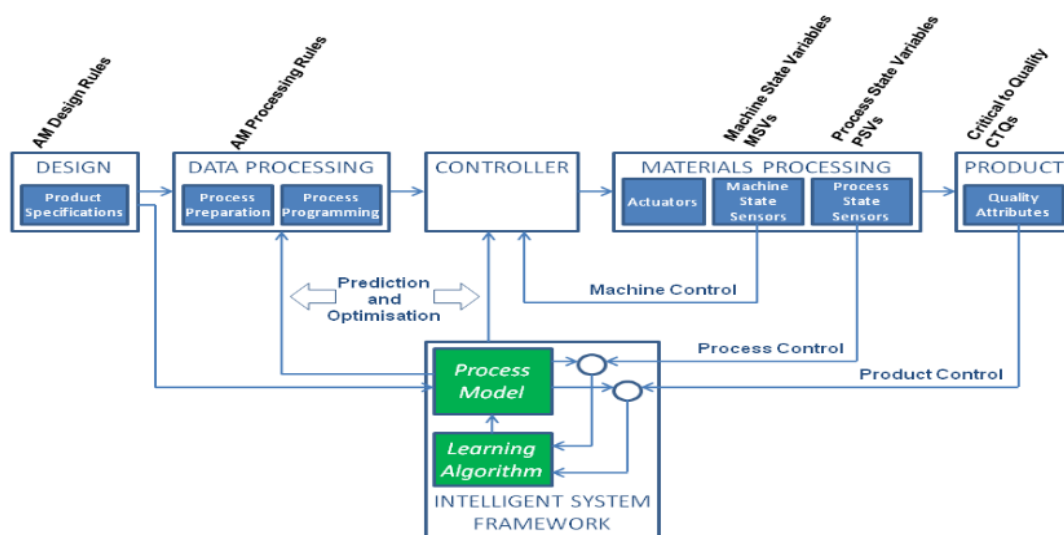 AM Design Rules
AM Processing Rules
Machine State Variables
MSVs
Process State Variables
PSVs
Critical to Quality
CTQs
DESIGN
Product
Specifications
DATA PROCESSING
Process
Preparation
Process
Programming
CONTROLLER
MATERIALS PROCESSING
Actuators
Machine
State
Sensors
Process
State
Sensors
PRODUCT
Quality
Attributes
Prediction
and
Optimisation
Machine Control
Process Control
Product Control
Process
Model
Learning
Algorithm
INTELLIGENT SYSTEM
FRAMEWORK